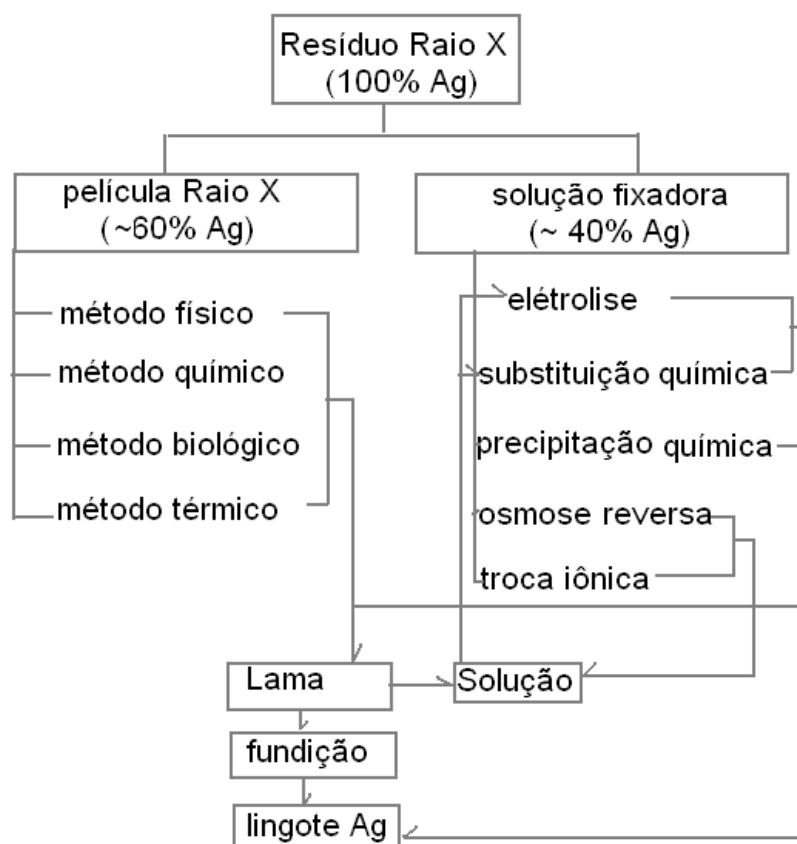 Resíduo Raio X
(100% Ag)
película Raio X
(~60% Ag)
solução fixadora
(~ 40% Ag)
método físico
método químico
método biológico
método térmico
elétrolise
substituição química
precipitação química
osmose reversa
troca iônica
Lama
Solução
fundição
lingote Ag